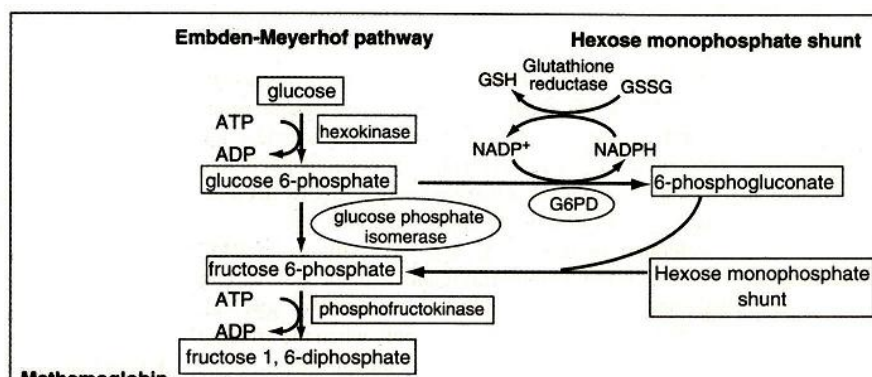 Embden-Meyerhof pathway
Hexose monophosphate shunt
glucose
ATP
hexokinase
ADP
glucose 6-phosphate
GSH
Glutathione
reductase
GSSG
NADP+
NADPH
G6PD
6-phosphogluconate
glucose phosphate
isomerase
fructose 6-phosphate
Hexose monophosphate
shunt
ATP
phosphofructokinase
ADP
fructose 1, 6-diphosphate
Methemoglobin